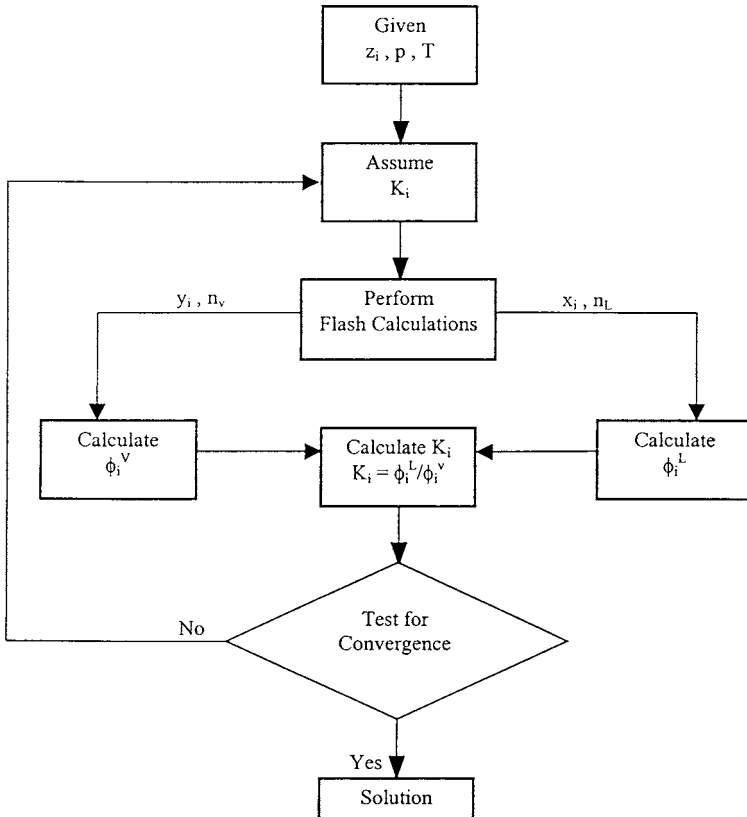 Given
zᵢ , p , T
Assume
Kᵢ
Perform
Flash Calculations
yᵢ , nᵥ
xᵢ , n_L
Calculate
ϕᵢⱽ
Calculate Kᵢ
Kᵢ = ϕᵢᴸ/ϕᵢᵛ
Calculate
ϕᵢᴸ
Test for
Convergence
No
Yes
Solution